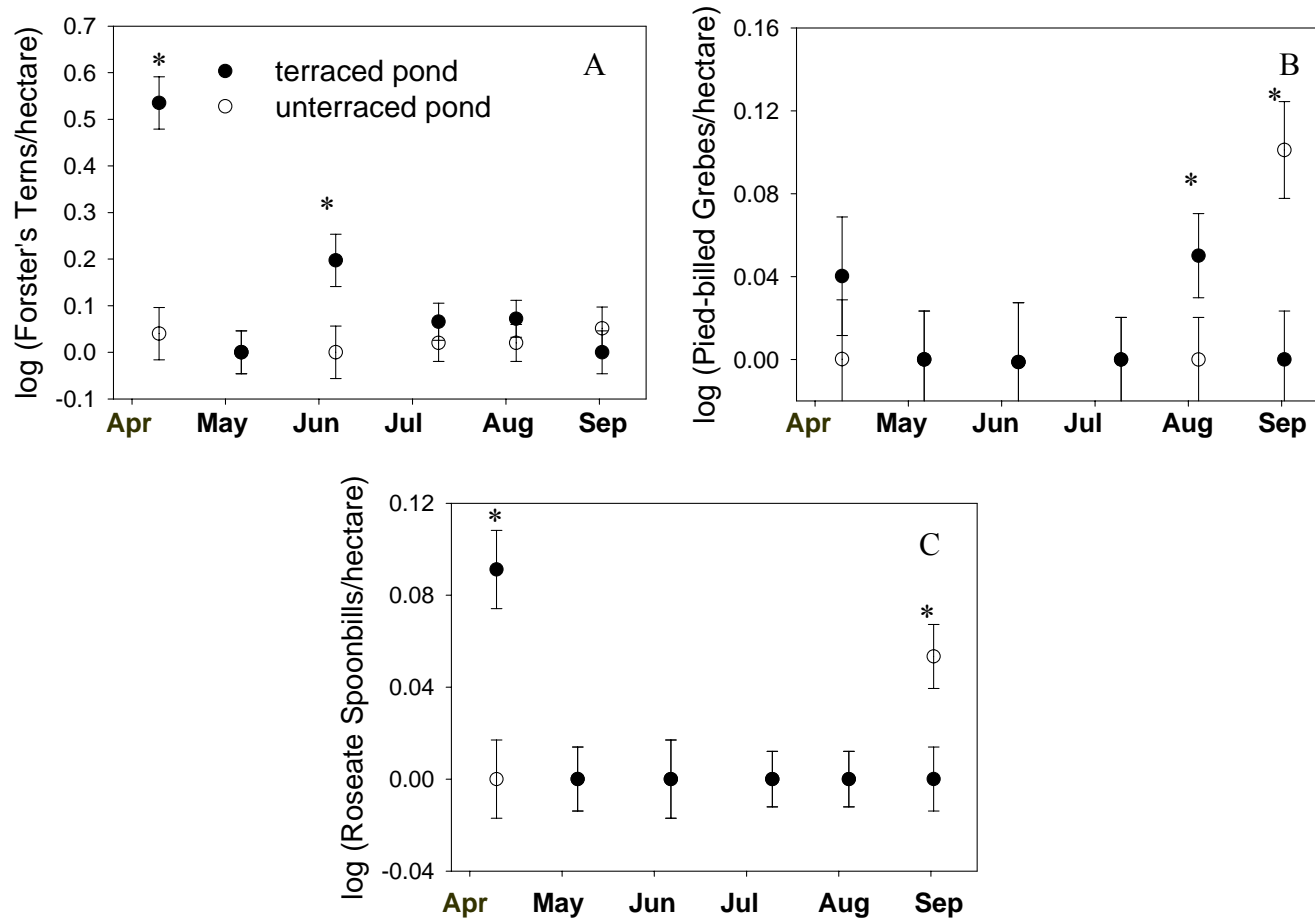 log (Forster's Terns/hectare)
0.7
0.6
0.5
0.4
0.3
0.2
0.1
0.0
-0.1
Apr May Jun Jul Aug Sep
* terraced pond A
unterraced pond
*
log (Pied-billed Grebes/hectare)
0.16
0.12
0.08
0.04
0.00
Apr May Jun Jul Aug Sep
B
*
*
log (Roseate Spoonbills/hectare)
0.12
0.08
0.04
0.00
-0.04
Apr May Jun Jul Aug Sep
*
C
*